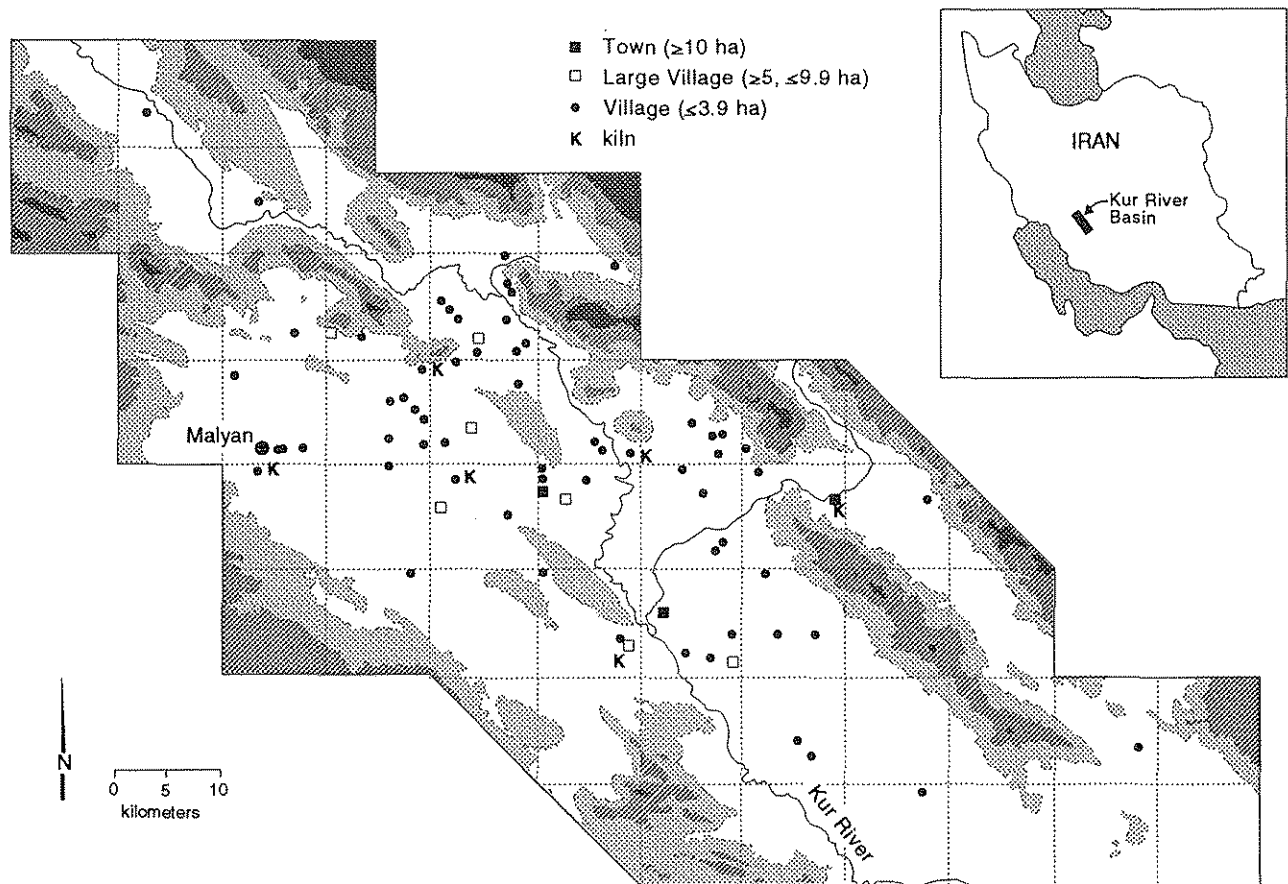 Town (≥10 ha)
Large Village (≥5, ≤9.9 ha)
Village (≤3.9 ha)
K kiln
IRAN
Kur River
Basin
K
Malyan
K
K
K
K
K
N
0 5 10
kilometers
Kur River